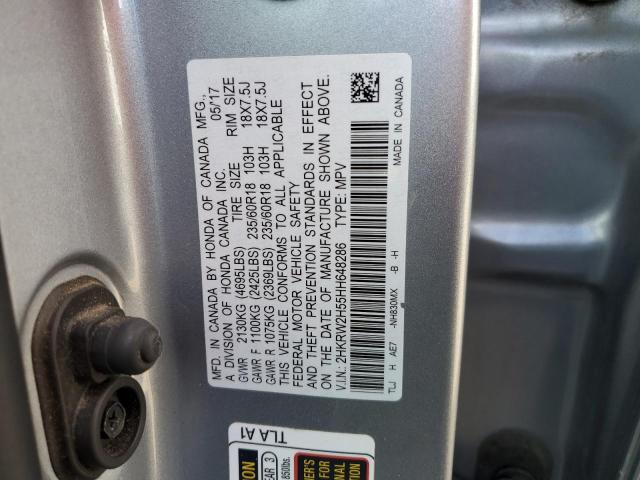 MFD. IN CANADA BY HONDA OF CANADA MFG.,
A DIVISION OF HONDA CANADA INC. 05/17
GVWR 2130KG (4695LBS) TIRE SIZE RIM SIZE
GAWR F 1100KG (2425LBS) 235/60R18 103H 18X7.5J
GAWR R 1075KG (2369LBS) 235/60R18 103H 18X7.5J
THIS VEHICLE CONFORMS TO ALL APPLICABLE
FEDERAL MOTOR VEHICLE SAFETY
AND THEFT PREVENTION STANDARDS IN EFFECT
ON THE DATE OF MANUFACTURE SHOWN ABOVE.
V.I.N.: 2HKRW2H55HH648286 TYPE: MPV
TLJ H AE7 -NH830MX -B -H MADE IN CANADA
TLA A1